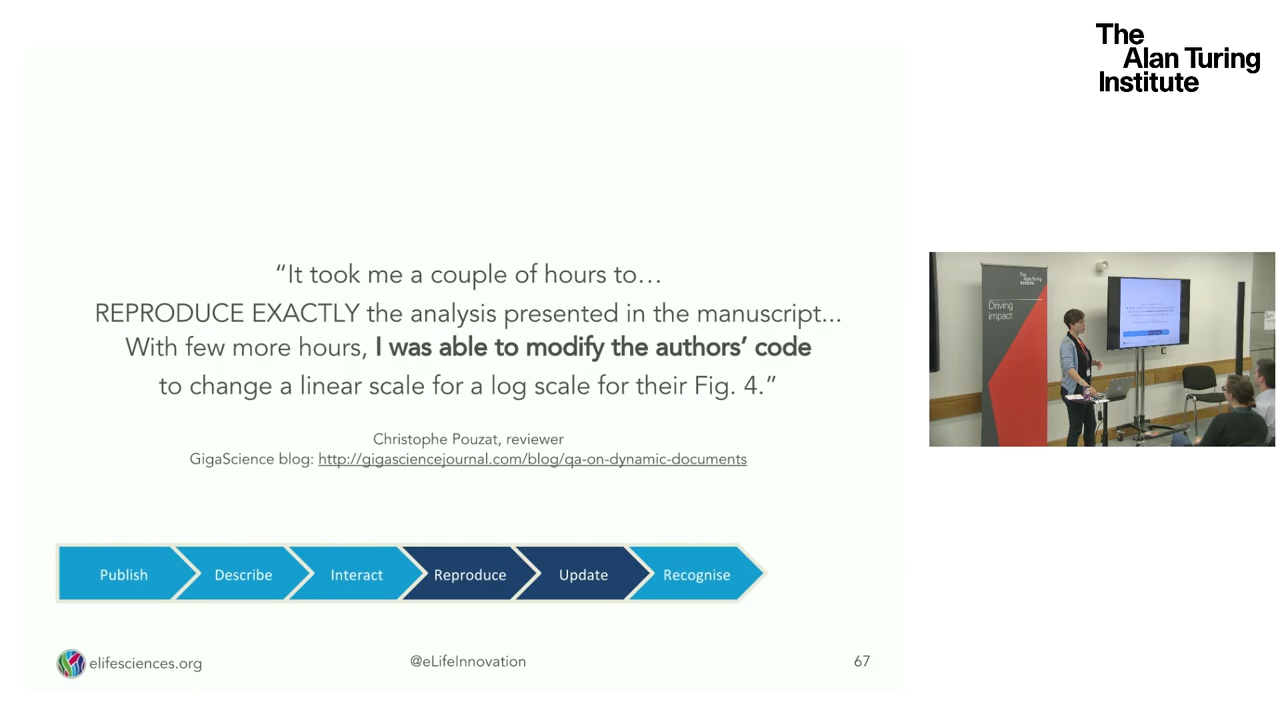 The
Alan Turing
Institute
“It took me a couple of hours to…
REPRODUCE EXACTLY the analysis presented in the manuscript...
With few more hours, I was able to modify the authors’ code
to change a linear scale for a log scale for their Fig. 4.”
Christophe Pouzat, reviewer
GigaScience blog: http://gigasciencejournal.com/blog/qa-on-dynamic-documents
Publish
Describe
Interact
Reproduce
Update
Recognise
elifesciences.org
@eLifeInnovation
67
Driving
impact